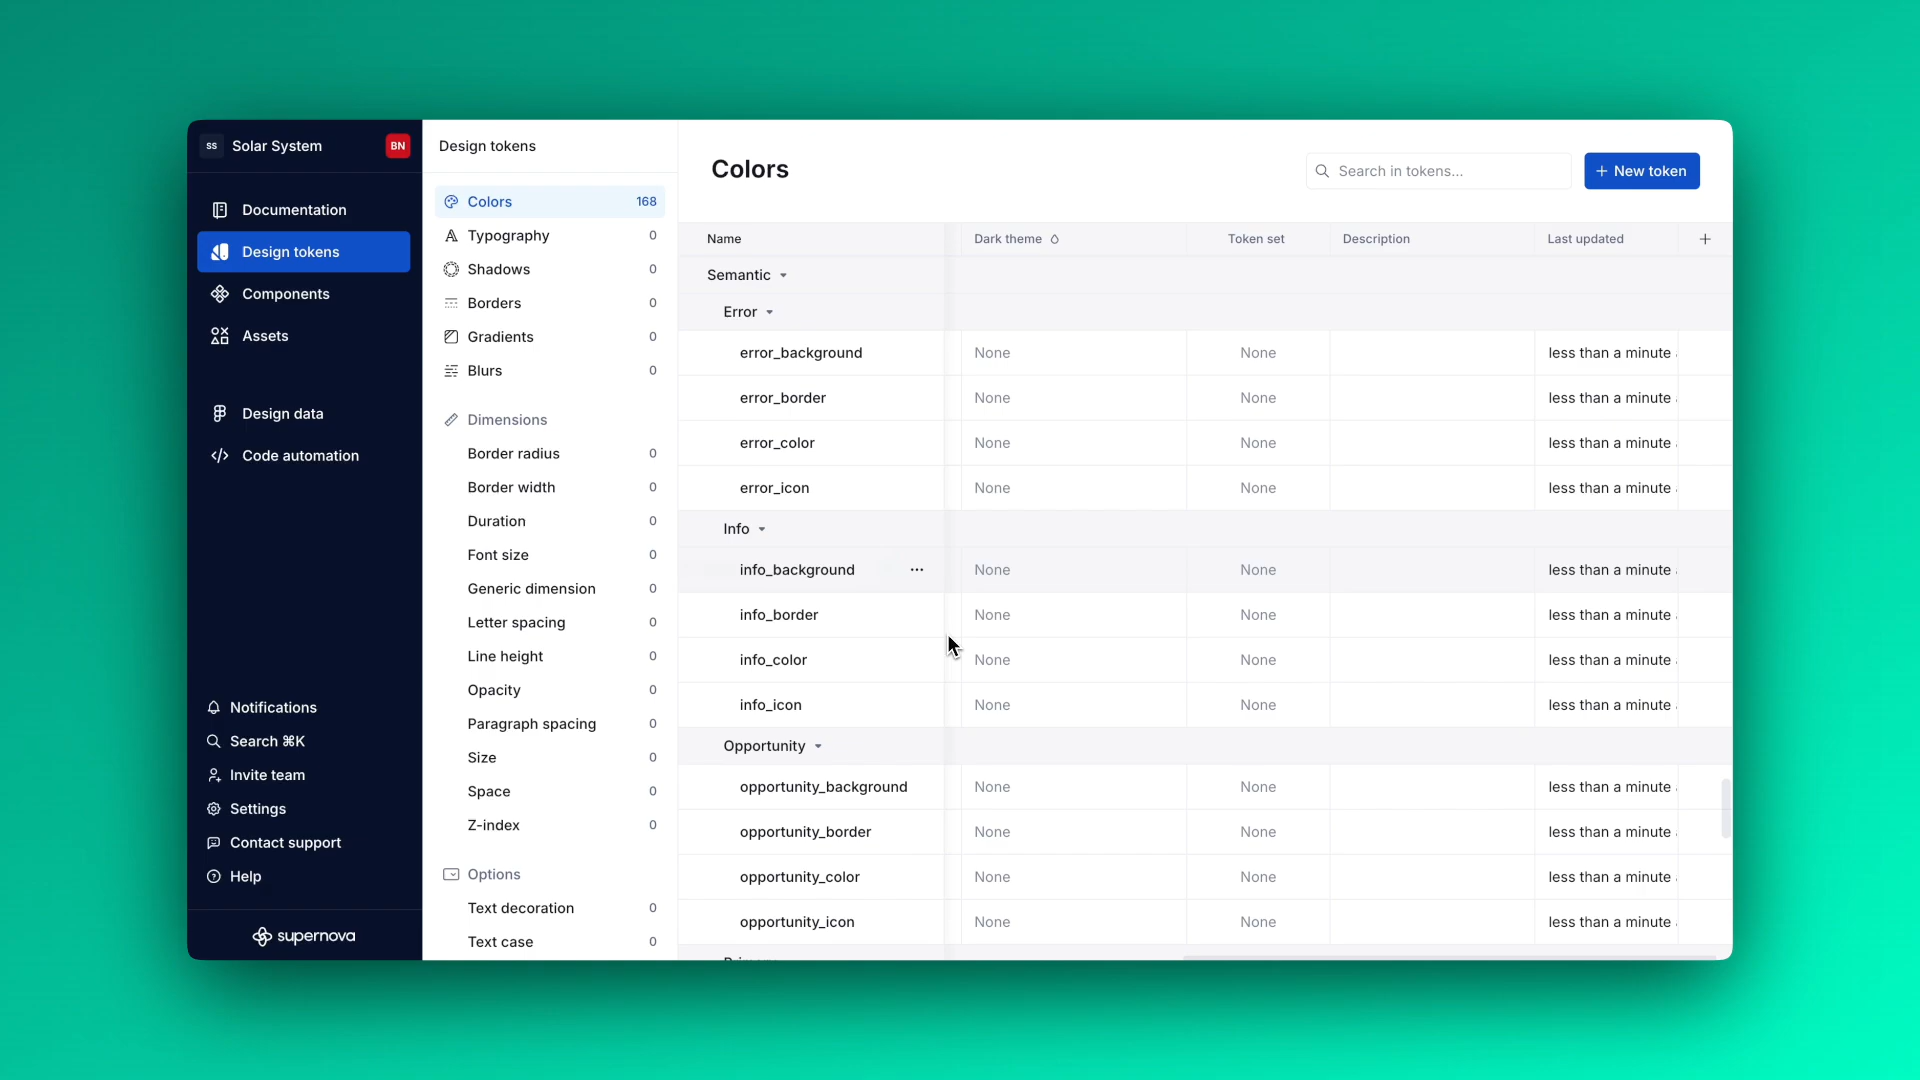 SS Solar System BN
Documentation
Design tokens
Components
Assets
Design data
Code automation
Notifications
Search ⌘K
Invite team
Settings
Contact support
Help
supernova
Design tokens
Colors 168
Typography 0
Shadows 0
Borders 0
Gradients 0
Blurs 0
Dimensions
Border radius 0
Border width 0
Duration 0
Font size 0
Generic dimension 0
Letter spacing 0
Line height 0
Opacity 0
Paragraph spacing 0
Size 0
Space 0
Z-index 0
Options
Text decoration 0
Text case 0
Colors
Search in tokens...
+ New token
Name Dark theme Token set Description Last updated +
Semantic
Error
error_background None None less than a minute
error_border None None less than a minute
error_color None None less than a minute
error_icon None None less than a minute
Info
info_background ... None None less than a minute
info_border None None less than a minute
info_color None None less than a minute
info_icon None None less than a minute
Opportunity
opportunity_background None None less than a minute
opportunity_border None None less than a minute
opportunity_color None None less than a minute
opportunity_icon None None less than a minute